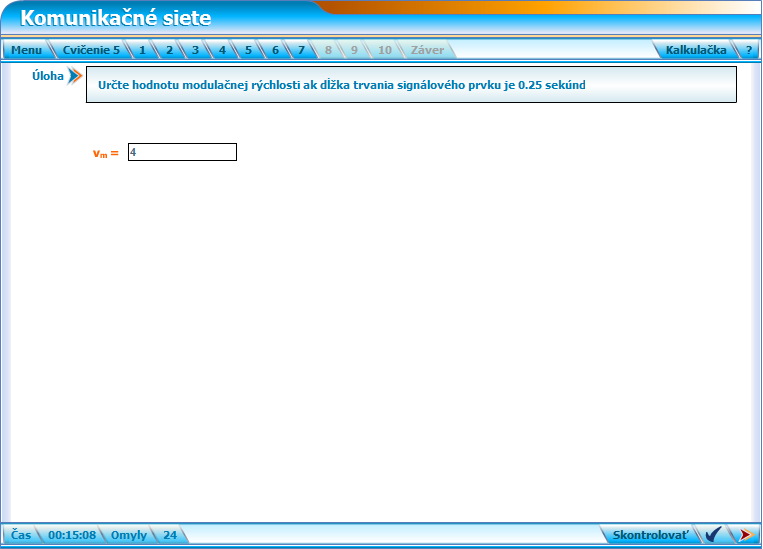 Komunikačné siete
Menu Cvičenie 5 1 2 3 4 5 6 7 8 9 10 Záver Kalkulačka ?
Úloha
Určte hodnotu modulačnej rýchlosti ak dĺžka trvania signálového prvku je 0.25 sekúnd
vm = 4
Čas 00:15:08 Omyly 24 Skontrolovať